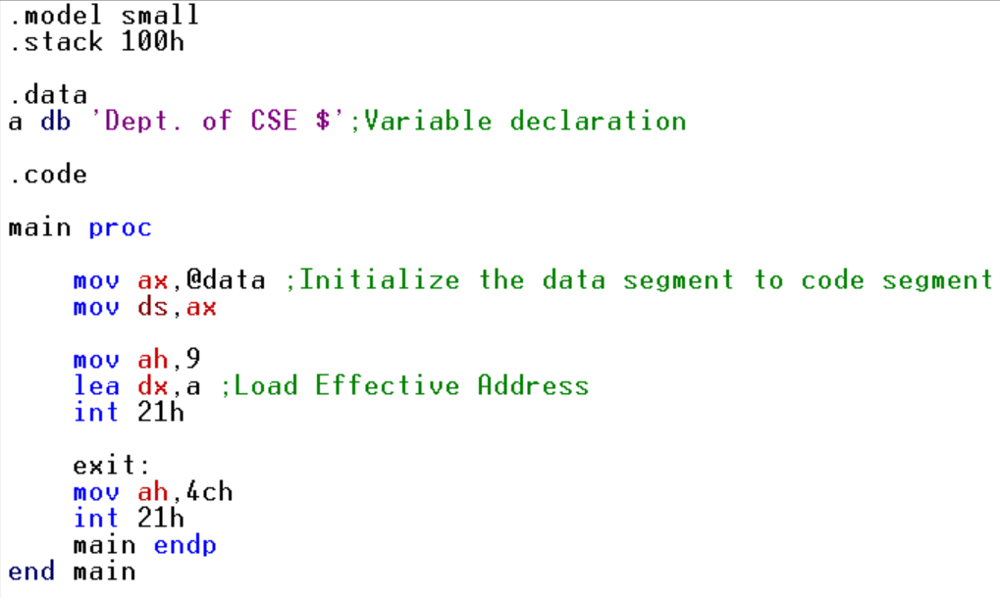 .model small
.stack 100h
.data
a db 'Dept. of CSE $';Variable declaration
.code
main proc
mov ax,@data ;Initialize the data segment to code segment
mov ds,ax
mov ah,9
lea dx,a ;Load Effective Address
int 21h
exit:
mov ah,4ch
int 21h
main endp
end main